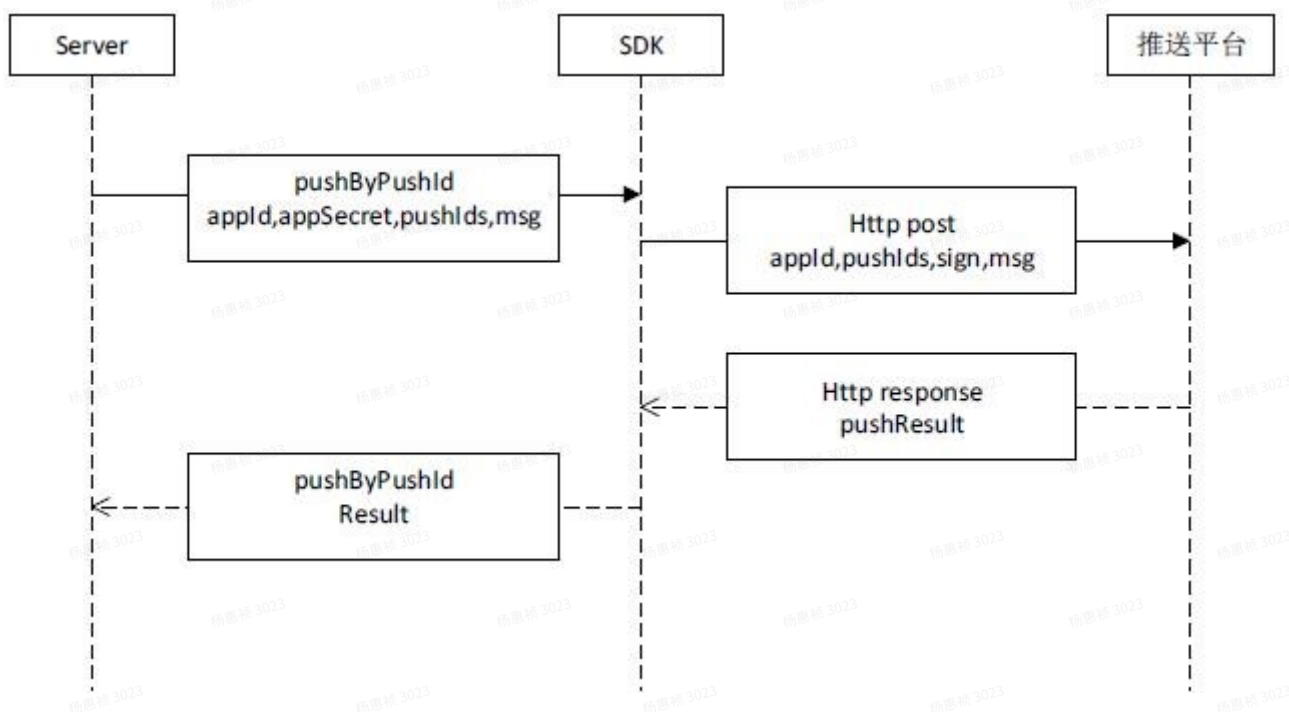 Server
SDK
推送平台
pushByPushId
appId,appSecret,pushIds,msg
Http post
appId,pushIds,sign,msg
Http response
pushResult
pushByPushId
Result